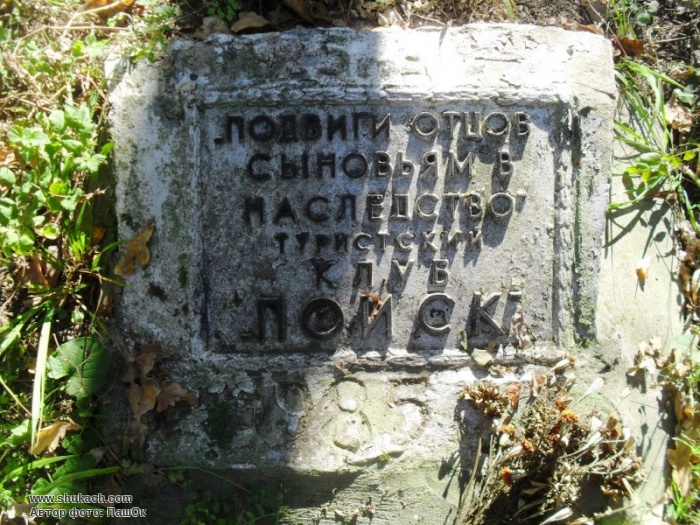 „ПОДВИГИ ОТЦОВ
СЫНОВЬЯМ В
НАСЛЕДСТВО"
ТУРИСТСКИЙ
КЛУБ
"ПОИСК"
www.shukach.com
Автор фото: ПашОк